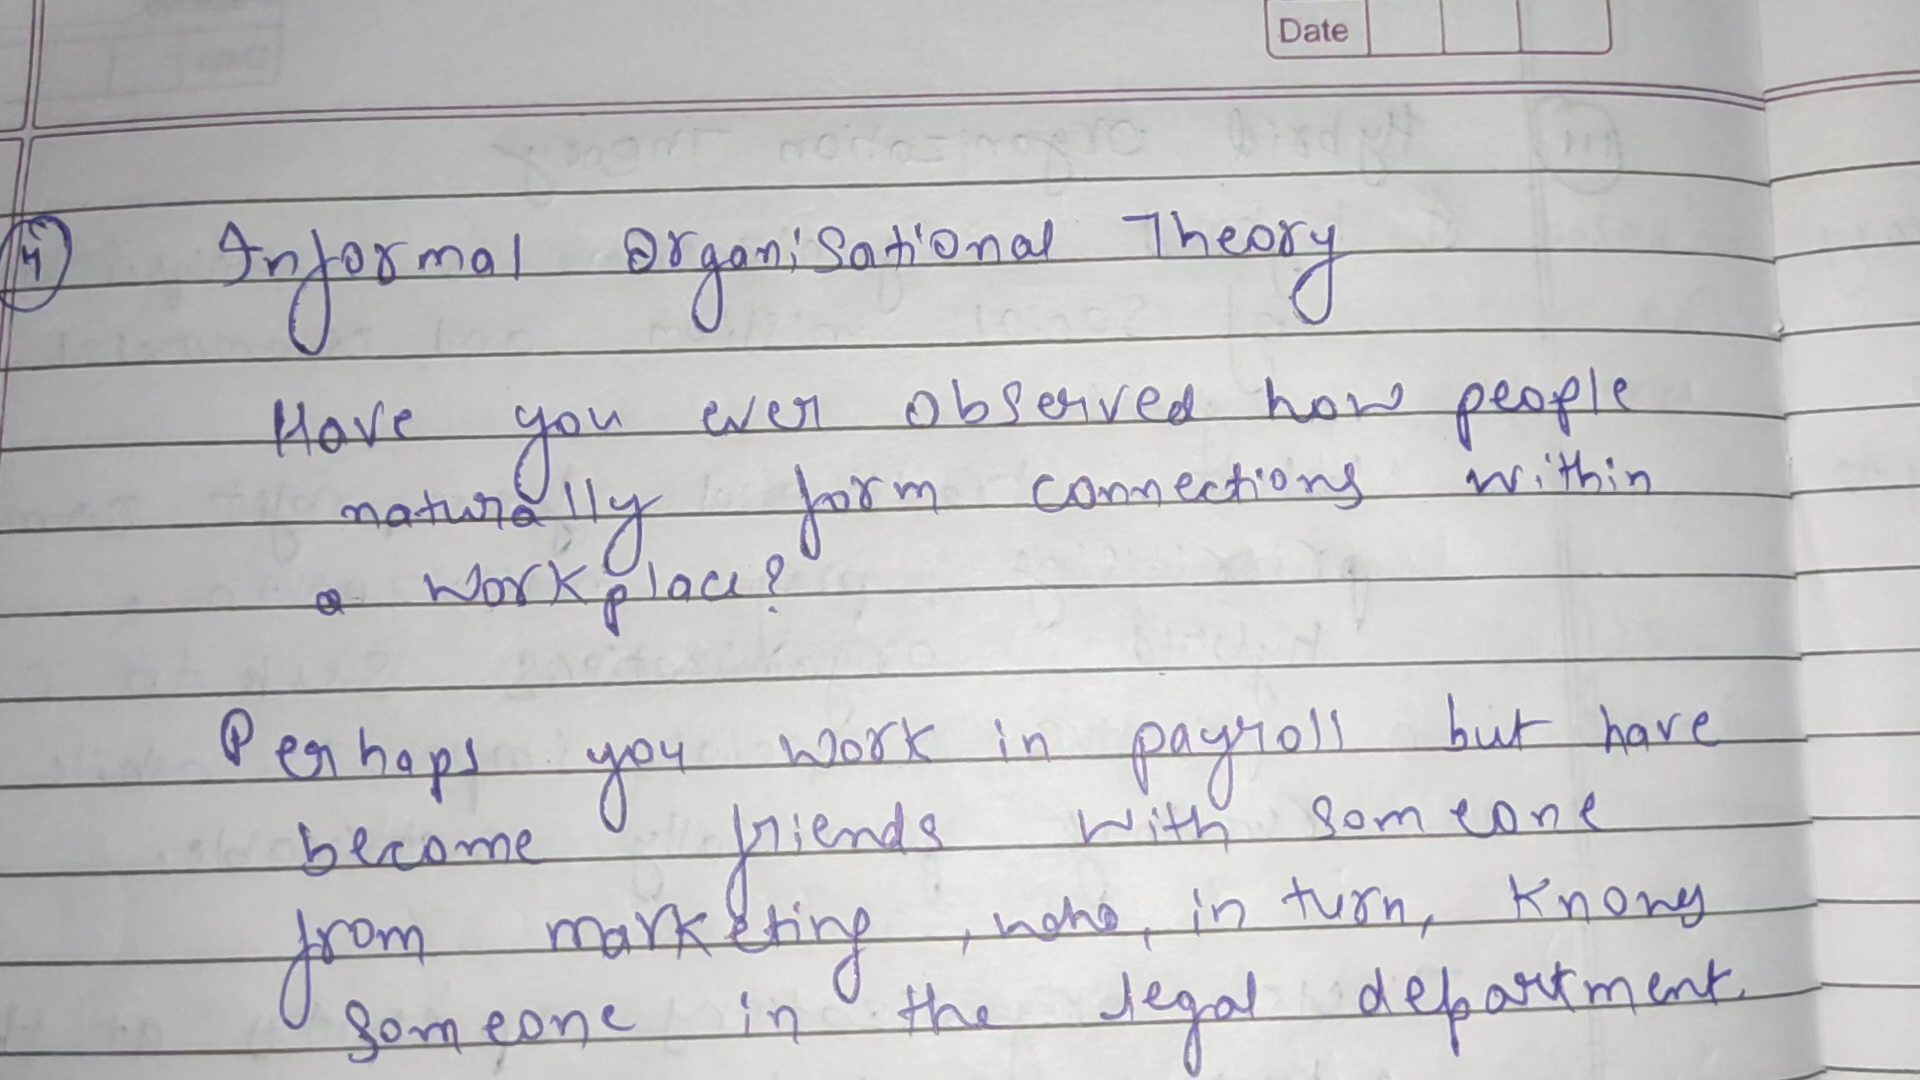 Date
4 Informal Organisational Theory
Have you ever observed how people
naturally form connections within
a workplace?
Perhaps you work in payroll but have
become friends with someone
from marketing, who, in turn, knows
someone in the legal department.